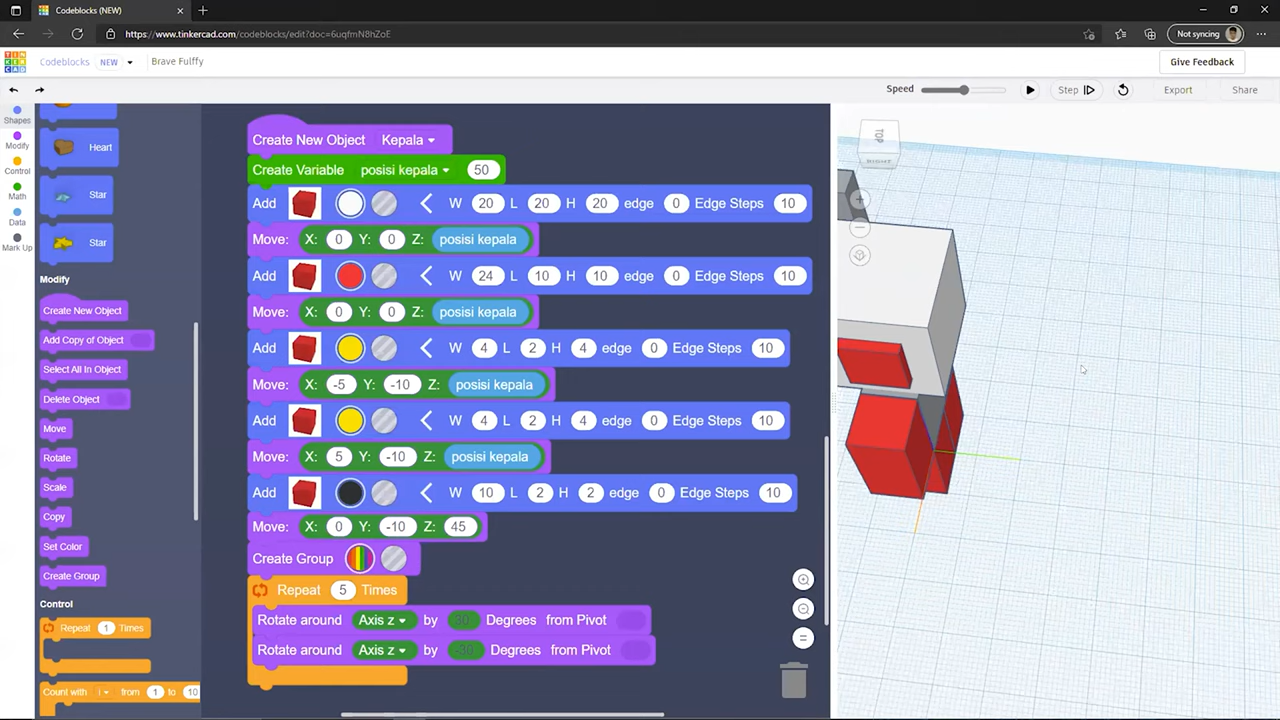 Codeblocks (NEW)
https://www.tinkercad.com/codeblocks/edit?doc=6uqfmN8hZoE
Not syncing
TIN
KER
CAD
Codeblocks NEW
Brave Fulffy
Give Feedback
Speed
Step
Export
Share
Shapes
Modify
Control
Math
Data
Mark Up
Heart
Star
Star
Modify
Create New Object
Add Copy of Object
Select All In Object
Delete Object
Move
Rotate
Scale
Copy
Set Color
Create Group
Control
Repeat 1 Times
Count with i from 1 to 10
Create New Object Kepala
Create Variable posisi kepala 50
Add W 20 L 20 H 20 edge 0 Edge Steps 10
Move: X: 0 Y: 0 Z: posisi kepala
Add W 24 L 10 H 10 edge 0 Edge Steps 10
Move: X: 0 Y: 0 Z: posisi kepala
Add W 4 L 2 H 4 edge 0 Edge Steps 10
Move: X: -5 Y: -10 Z: posisi kepala
Add W 4 L 2 H 4 edge 0 Edge Steps 10
Move: X: 5 Y: -10 Z: posisi kepala
Add W 10 L 2 H 2 edge 0 Edge Steps 10
Move: X: 0 Y: -10 Z: 45
Create Group
Repeat 5 Times
Rotate around Axis z by 30 Degrees from Pivot
Rotate around Axis z by -30 Degrees from Pivot
TOP
RIGHT